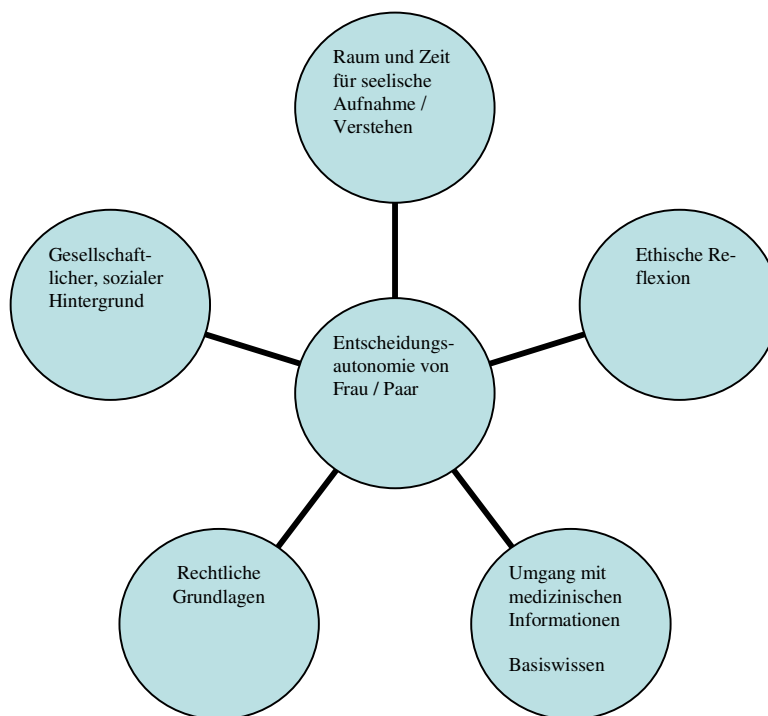 Raum und Zeit
für seelische
Aufnahme /
Verstehen
Gesellschaft-
licher, sozialer
Hintergrund
Ethische Re-
flexion
Entscheidungs-
autonomie von
Frau / Paar
Rechtliche
Grundlagen
Umgang mit
medizinischen
Informationen
Basiswissen